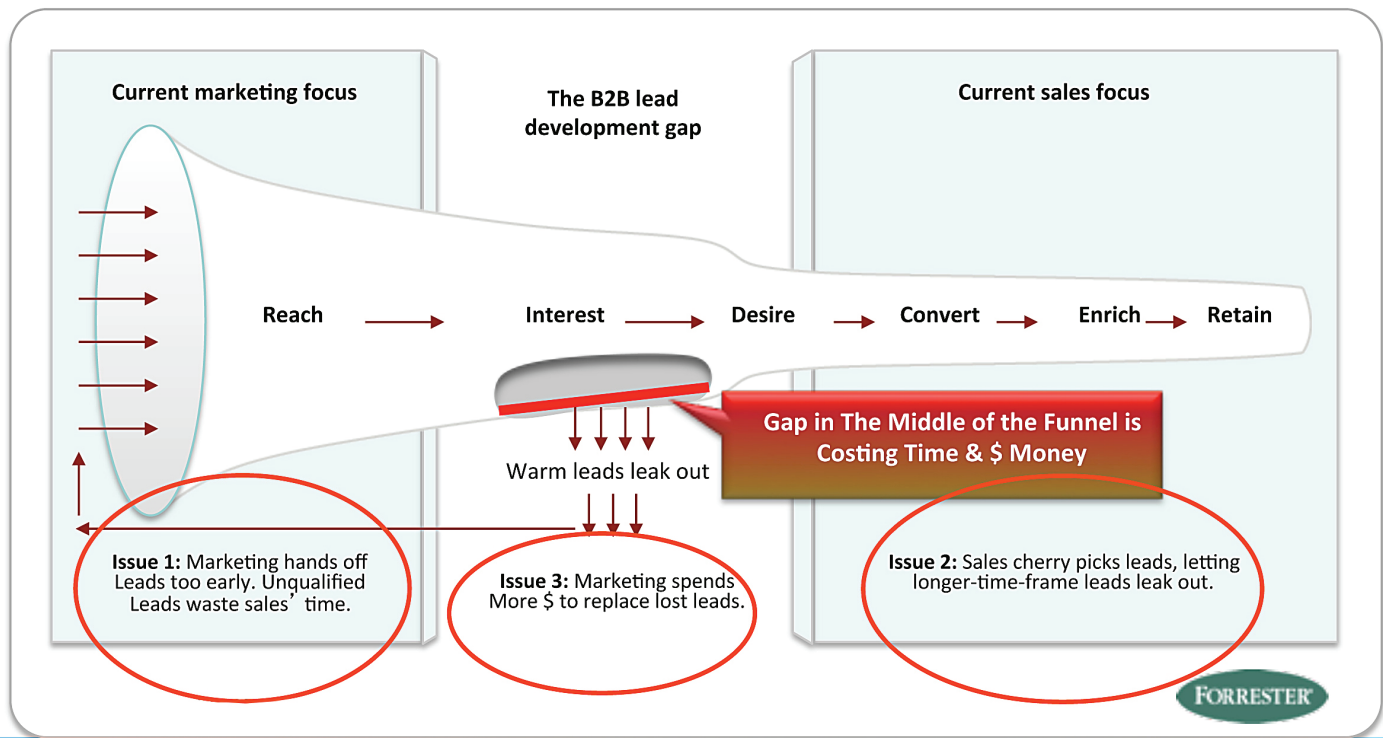 Current marketing focus
The B2B lead
development gap
Current sales focus
Reach
Interest
Desire
Convert
Enrich
Retain
Gap in The Middle of the Funnel is
Costing Time & $ Money
Warm leads leak out
Issue 1: Marketing hands off
Leads too early. Unqualified
Leads waste sales’ time.
Issue 3: Marketing spends
More $ to replace lost leads.
Issue 2: Sales cherry picks leads, letting
longer-time-frame leads leak out.
FORRESTER®